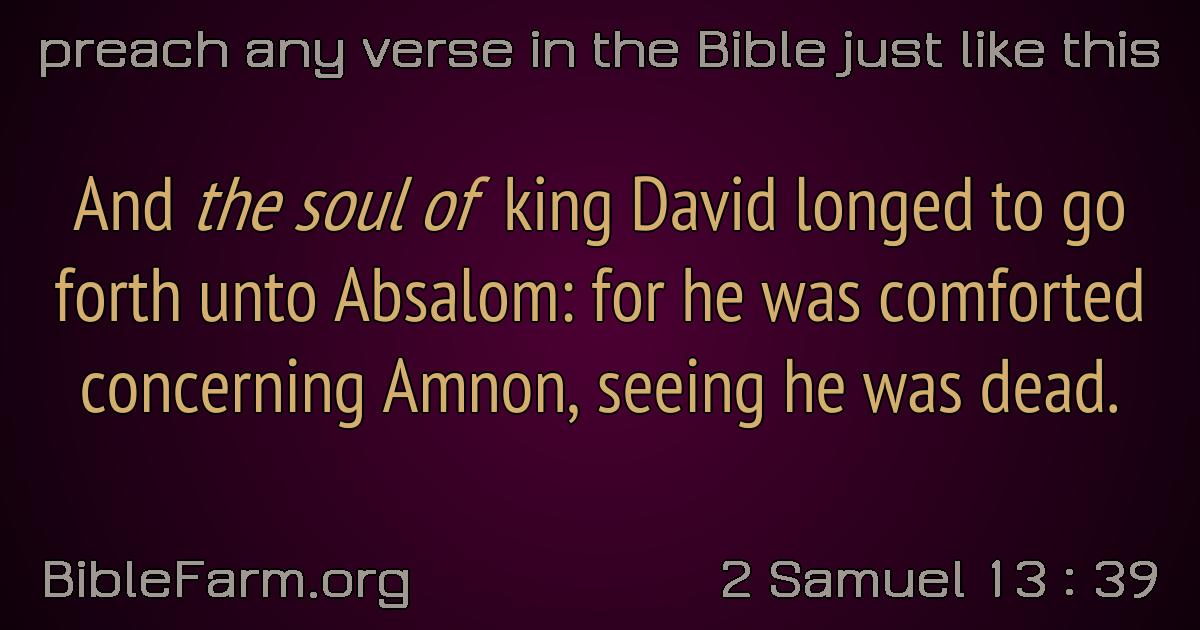 preach any verse in the Bible just like this
And the soul of king David longed to go
forth unto Absalom: for he was comforted
concerning Amnon, seeing he was dead.
BibleFarm.org
2 Samuel 13 : 39